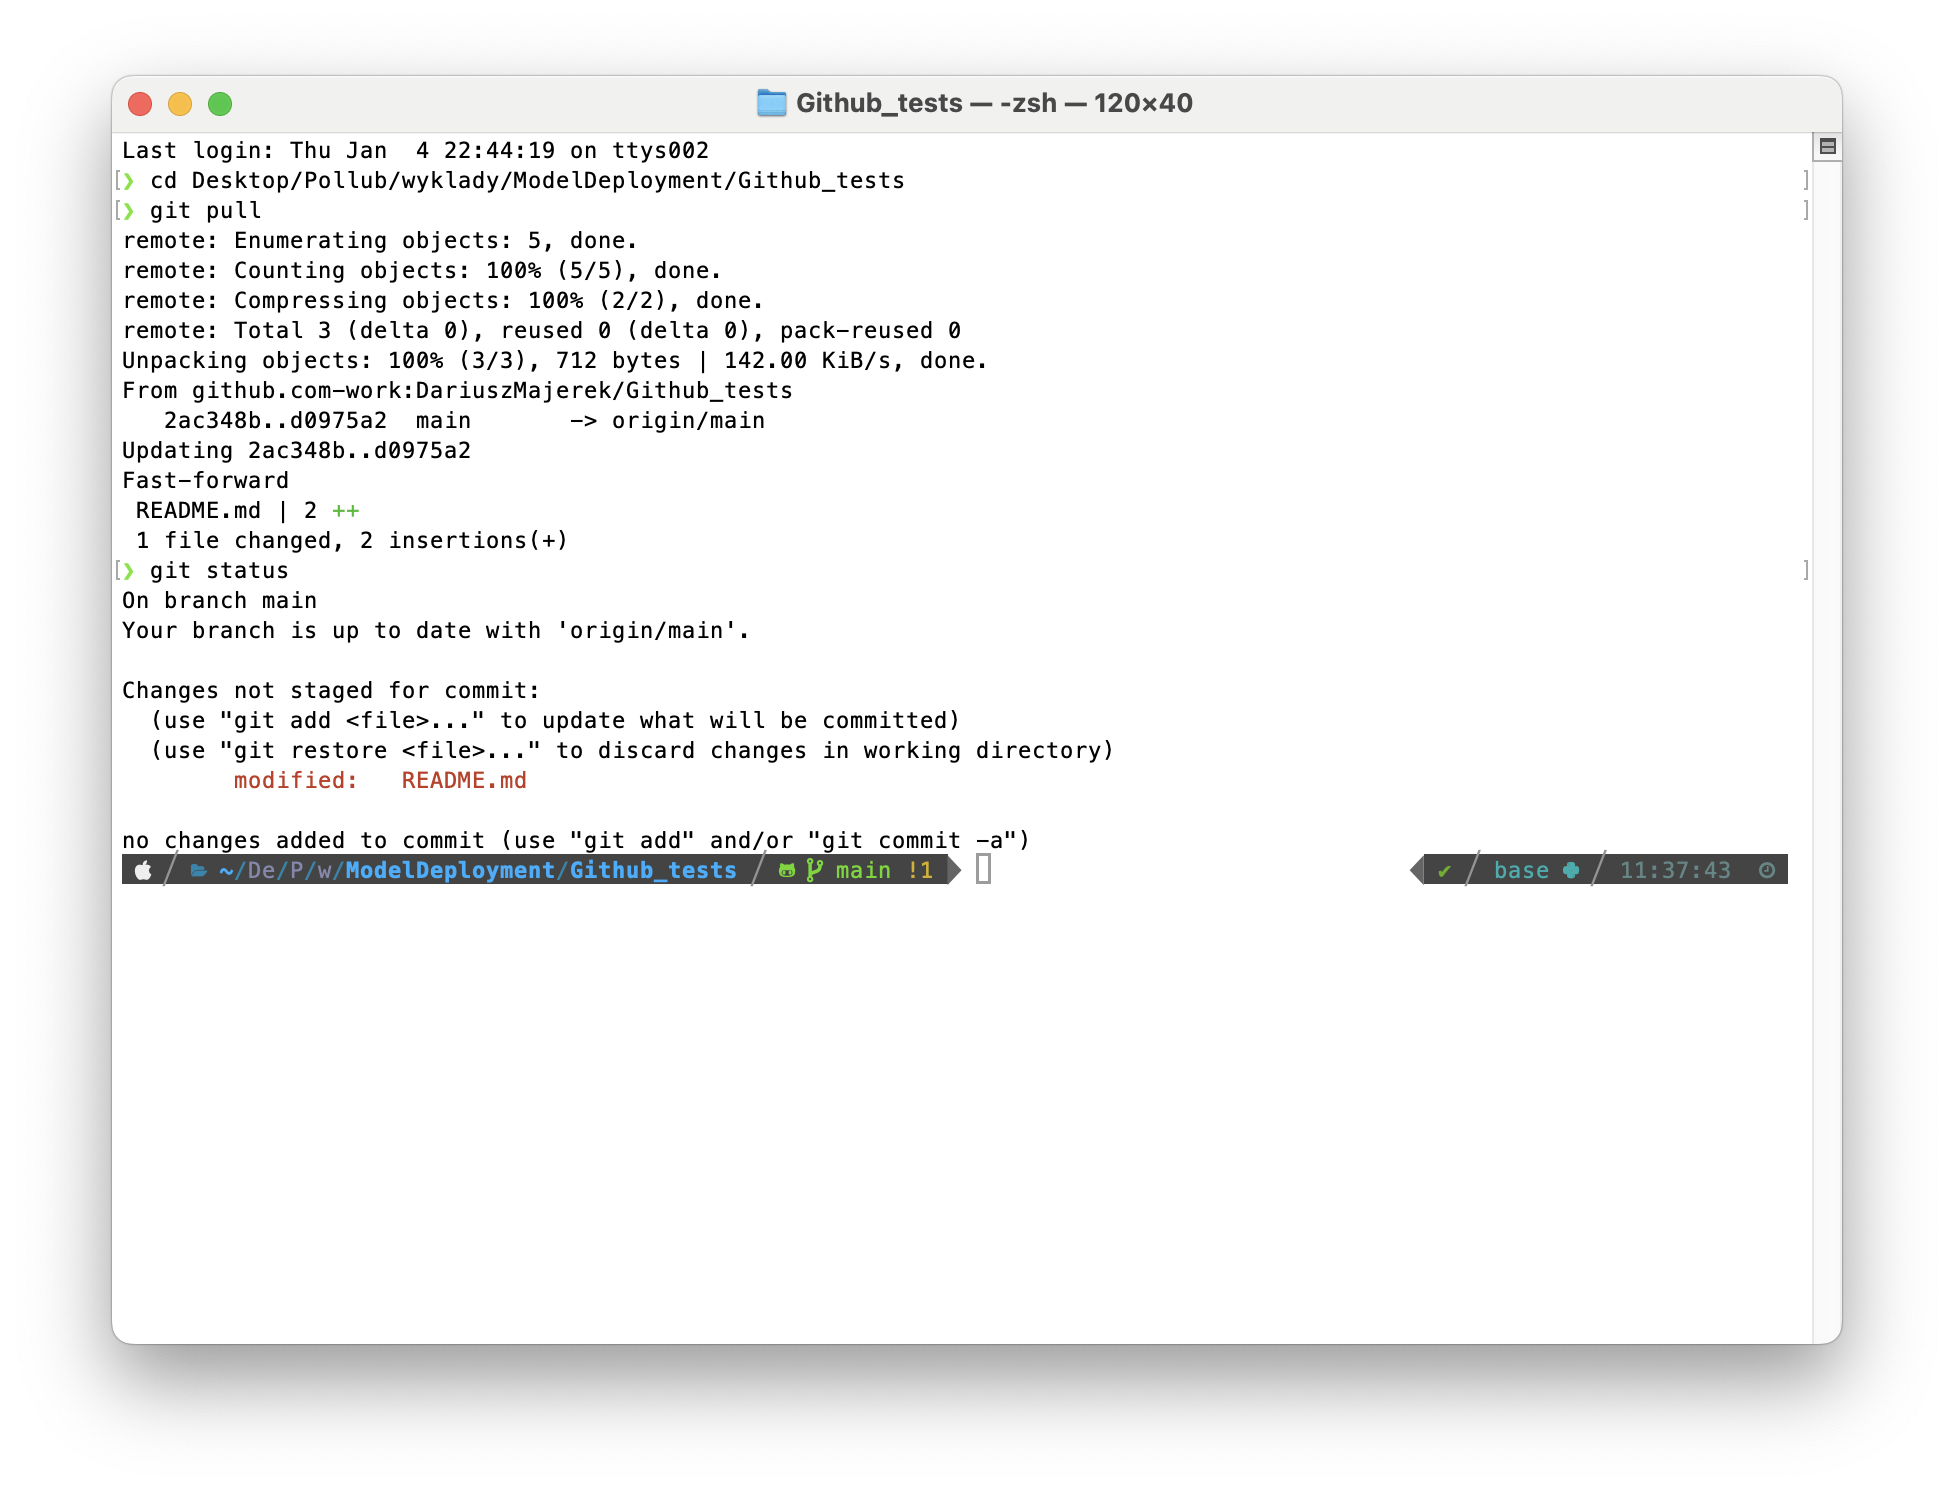 Github_tests — -zsh — 120×40
Last login: Thu Jan  4 22:44:19 on ttys002
[❯ cd Desktop/Pollub/wyklady/ModelDeployment/Github_tests ]
[❯ git pull ]
remote: Enumerating objects: 5, done.
remote: Counting objects: 100% (5/5), done.
remote: Compressing objects: 100% (2/2), done.
remote: Total 3 (delta 0), reused 0 (delta 0), pack-reused 0
Unpacking objects: 100% (3/3), 712 bytes | 142.00 KiB/s, done.
From github.com-work:DariuszMajerek/Github_tests
   2ac348b..d0975a2  main       -> origin/main
Updating 2ac348b..d0975a2
Fast-forward
 README.md | 2 ++
 1 file changed, 2 insertions(+)
[❯ git status ]
On branch main
Your branch is up to date with 'origin/main'.
Changes not staged for commit:
  (use "git add <file>..." to update what will be committed)
  (use "git restore <file>..." to discard changes in working directory)
        modified:   README.md
no changes added to commit (use "git add" and/or "git commit -a")
~/De/P/w/ModelDeployment/Github_tests main !1 ✔ base 11:37:43